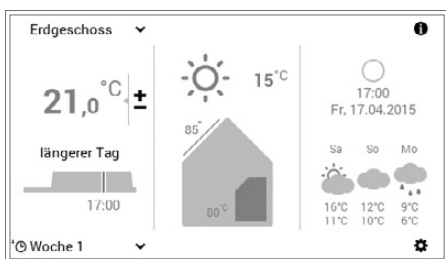 Erdgeschoss
21,0 °C ±
längerer Tag
17:00
Woche 1
15°C
85°
80 °C
17:00
Fr, 17.04.2015
Sa So Mo
16°C 12°C 9°C
11°C 10°C 6°C